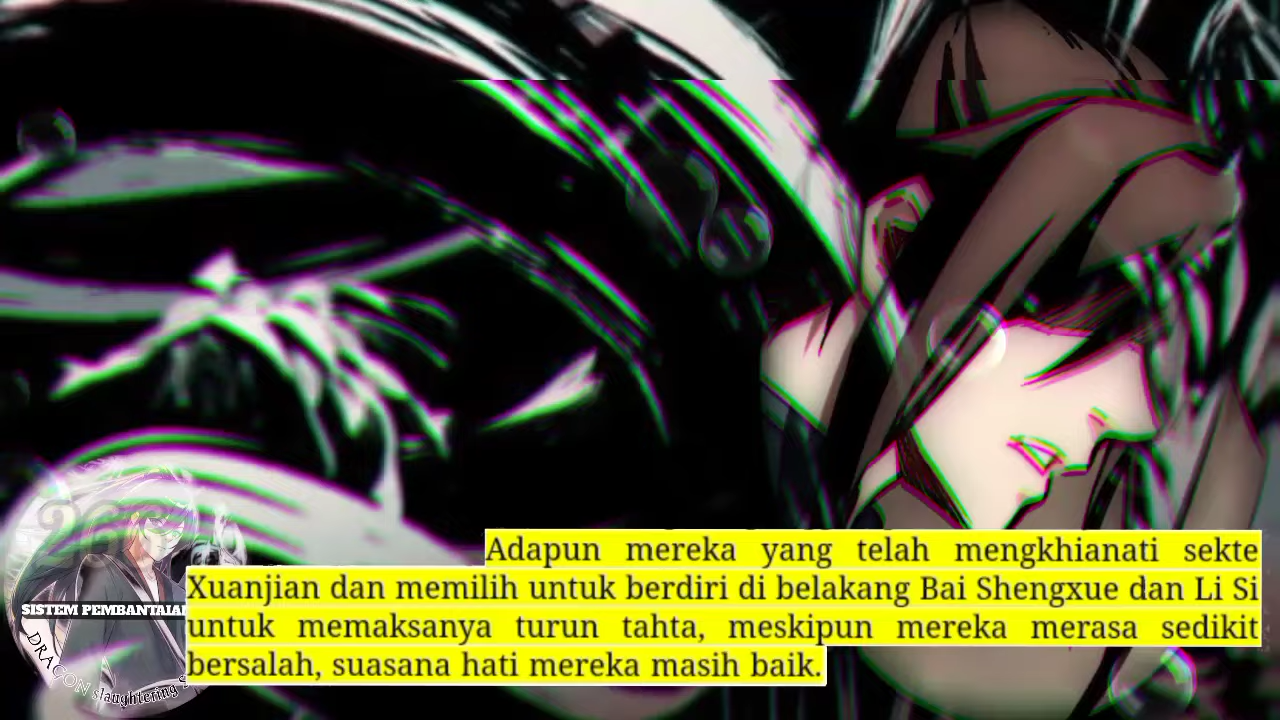 SISTEM PEMBANTAIAN
DRAGON slaughtering
Adapun mereka yang telah mengkhianati sekte
Xuanjian dan memilih untuk berdiri di belakang Bai Shengxue dan Li Si
untuk memaksanya turun tahta, meskipun mereka merasa sedikit
bersalah, suasana hati mereka masih baik.